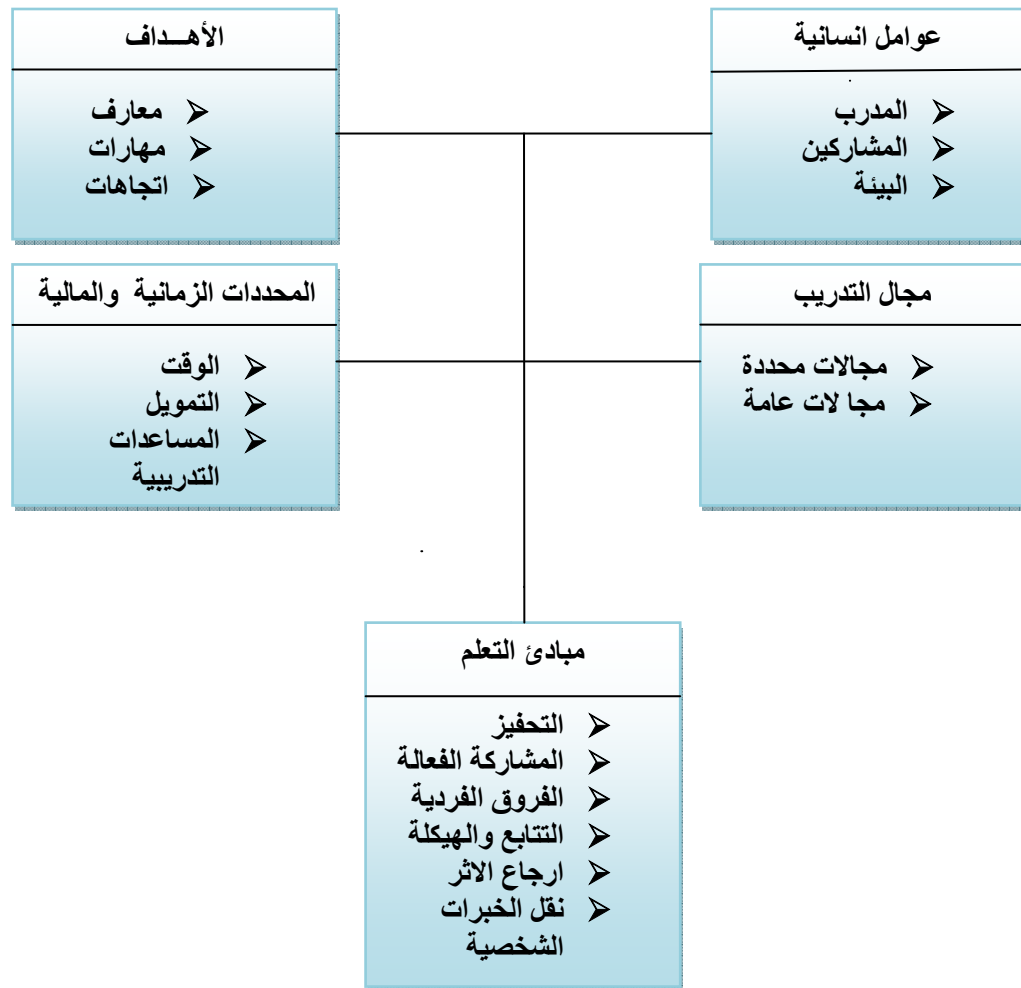 عوامل انسانية
المدرب
المشاركين
البيئة
الأهـــداف
معارف
مهارات
اتجاهات
مجال التدريب
مجالات محددة
مجا لات عامة
المحددات الزمانية والمالية
الوقت
التمويل
المساعدات
التدريبية
مبادئ التعلم
التحفيز
المشاركة الفعالة
الفروق الفردية
التتابع والهيكلة
ارجاع الاثر
نقل الخبرات
الشخصية